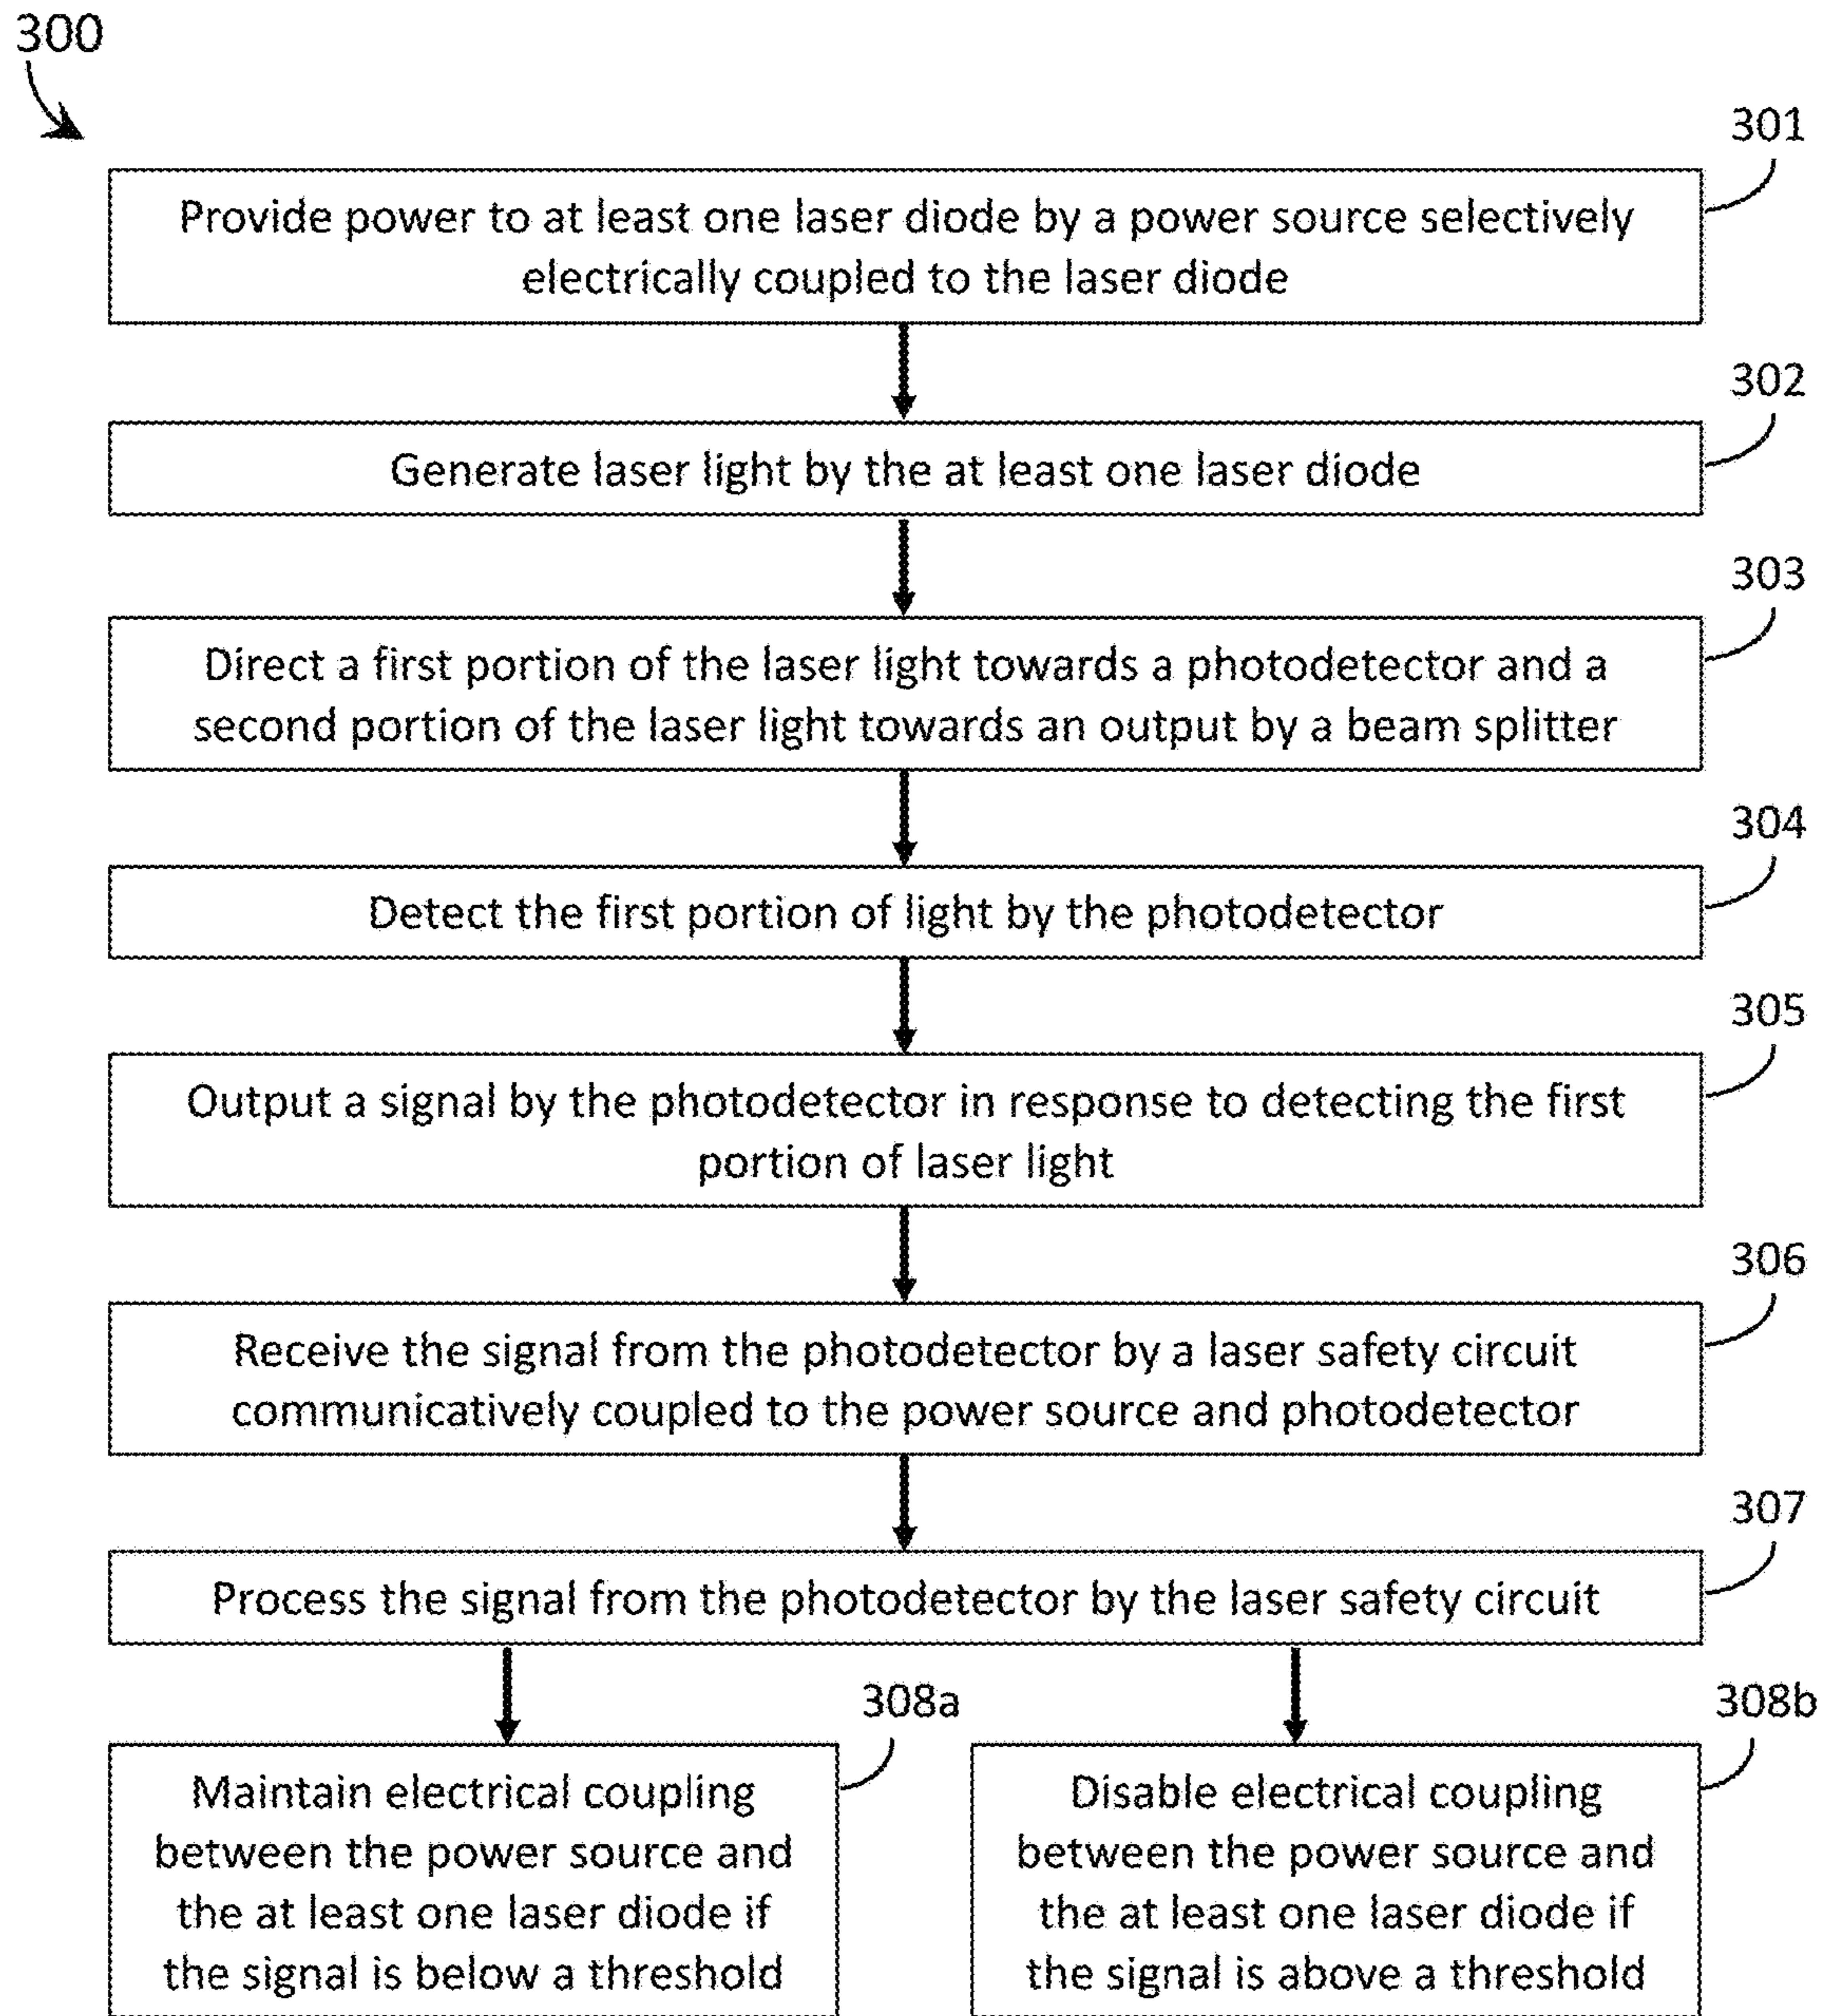 300
301
Provide power to at least one laser diode by a power source selectively
electrically coupled to the laser diode
302
Generate laser light by the at least one laser diode
303
Direct a first portion of the laser light towards a photodetector and a
second portion of the laser light towards an output by a beam splitter
304
Detect the first portion of light by the photodetector
305
Output a signal by the photodetector in response to detecting the first
portion of laser light
306
Receive the signal from the photodetector by a laser safety circuit
communicatively coupled to the power source and photodetector
307
Process the signal from the photodetector by the laser safety circuit
308a
Maintain electrical coupling
between the power source and
the at least one laser diode if
the signal is below a threshold
308b
Disable electrical coupling
between the power source and
the at least one laser diode if
the signal is above a threshold